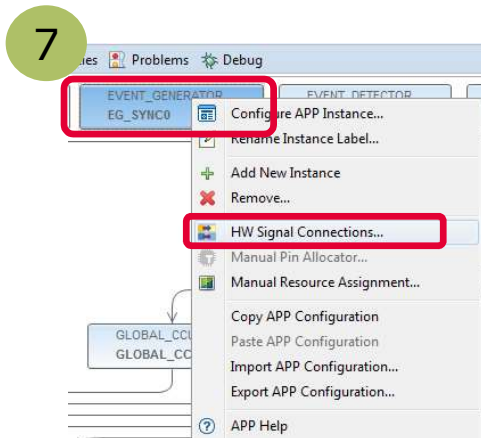 7
ies Problems Debug
EVENT_GENERATOR EVENT_DETECTOR
EG_SYNC0
Configure APP Instance...
Rename Instance Label...
Add New Instance
Remove...
HW Signal Connections...
Manual Pin Allocator...
Manual Resource Assignment...
Copy APP Configuration
GLOBAL_CCU
Paste APP Configuration
GLOBAL_CC
Import APP Configuration...
Export APP Configuration...
APP Help